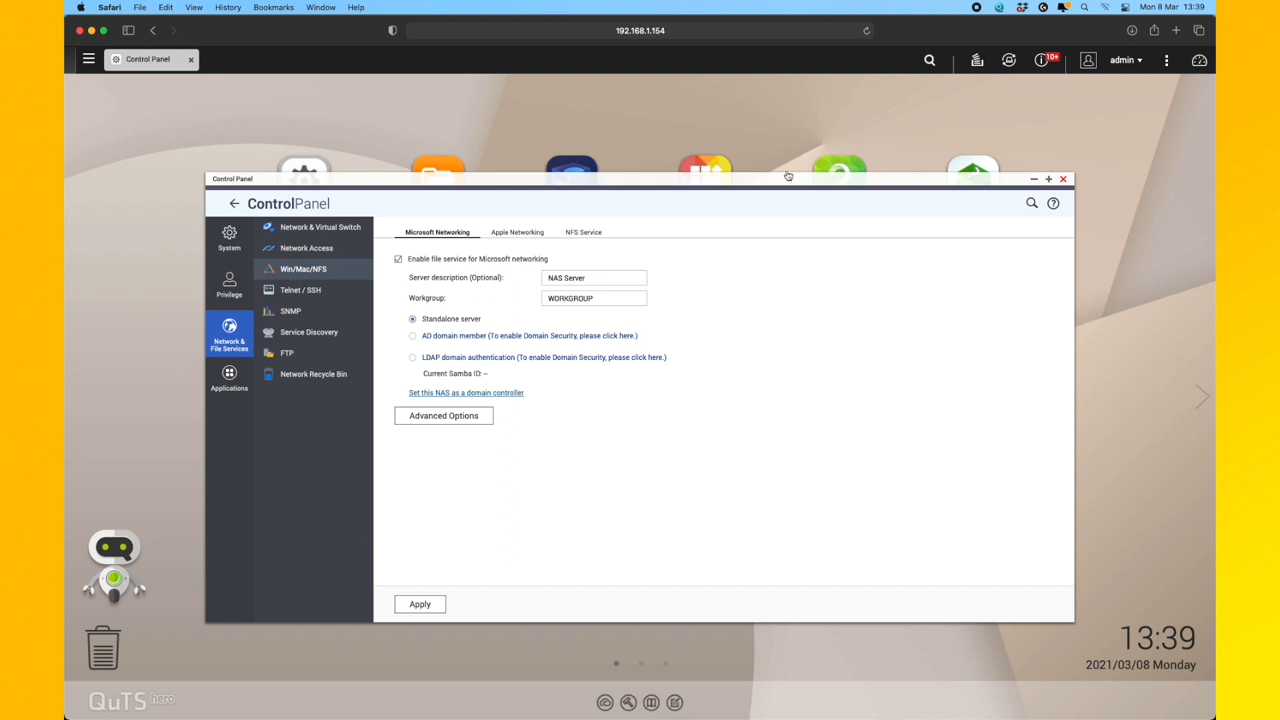 Safari File Edit View History Bookmarks Window Help Mon 8 Mar 13:39
192.168.1.154
Control Panel 10+ admin
Control Panel
ControlPanel
System
Privilege
Network &
File Services
Applications
Network & Virtual Switch
Network Access
Win/Mac/NFS
Telnet / SSH
SNMP
Service Discovery
FTP
Network Recycle Bin
Microsoft Networking Apple Networking NFS Service
Enable file service for Microsoft networking
Server description (Optional): NAS Server
Workgroup: WORKGROUP
Standalone server
AD domain member (To enable Domain Security, please click here.)
LDAP domain authentication (To enable Domain Security, please click here.)
Current Samba ID: --
Set this NAS as a domain controller
Advanced Options
Apply
13:39
2021/03/08 Monday
QuTS hero